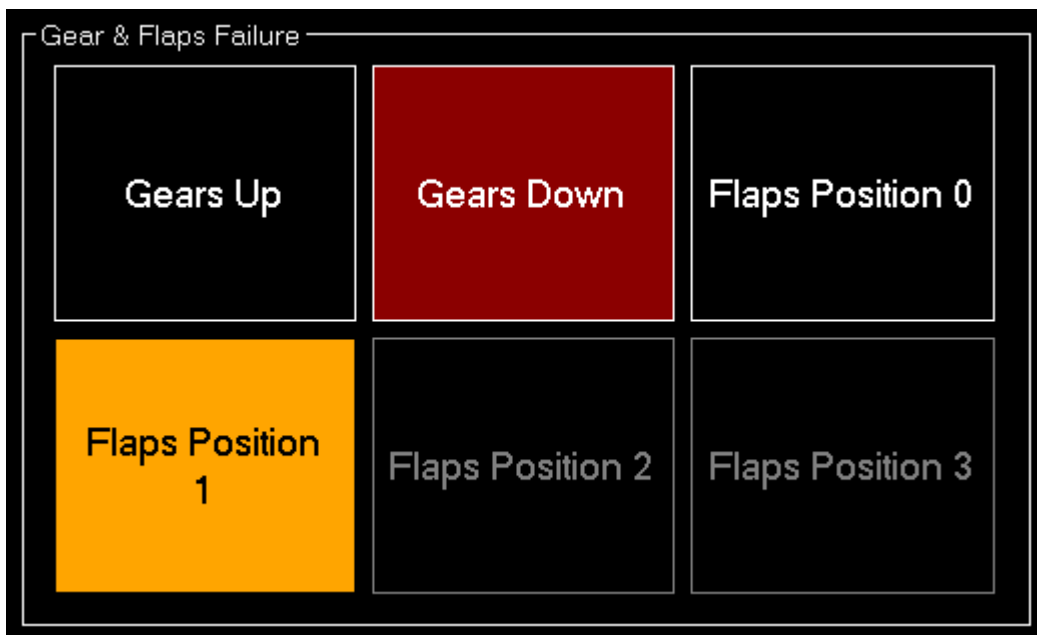 Gear & Flaps Failure
Gears Up
Gears Down
Flaps Position 0
Flaps Position
1
Flaps Position 2
Flaps Position 3